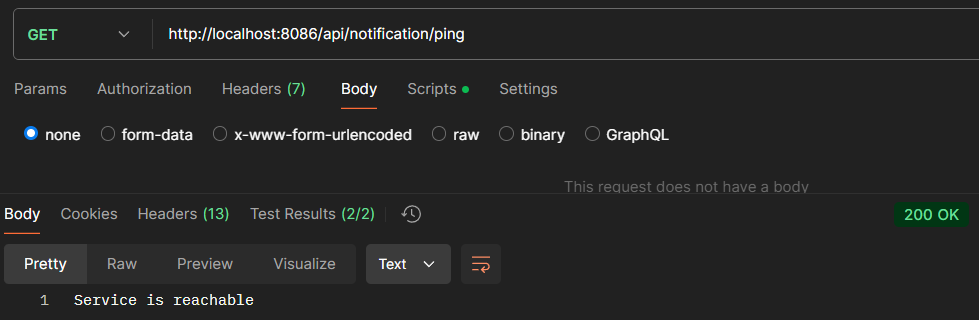 GET http://localhost:8086/api/notification/ping
Params Authorization Headers (7) Body Scripts Settings
none form-data x-www-form-urlencoded raw binary GraphQL
This request does not have a body
Body Cookies Headers (13) Test Results (2/2) 200 OK
Pretty Raw Preview Visualize Text
1 Service is reachable